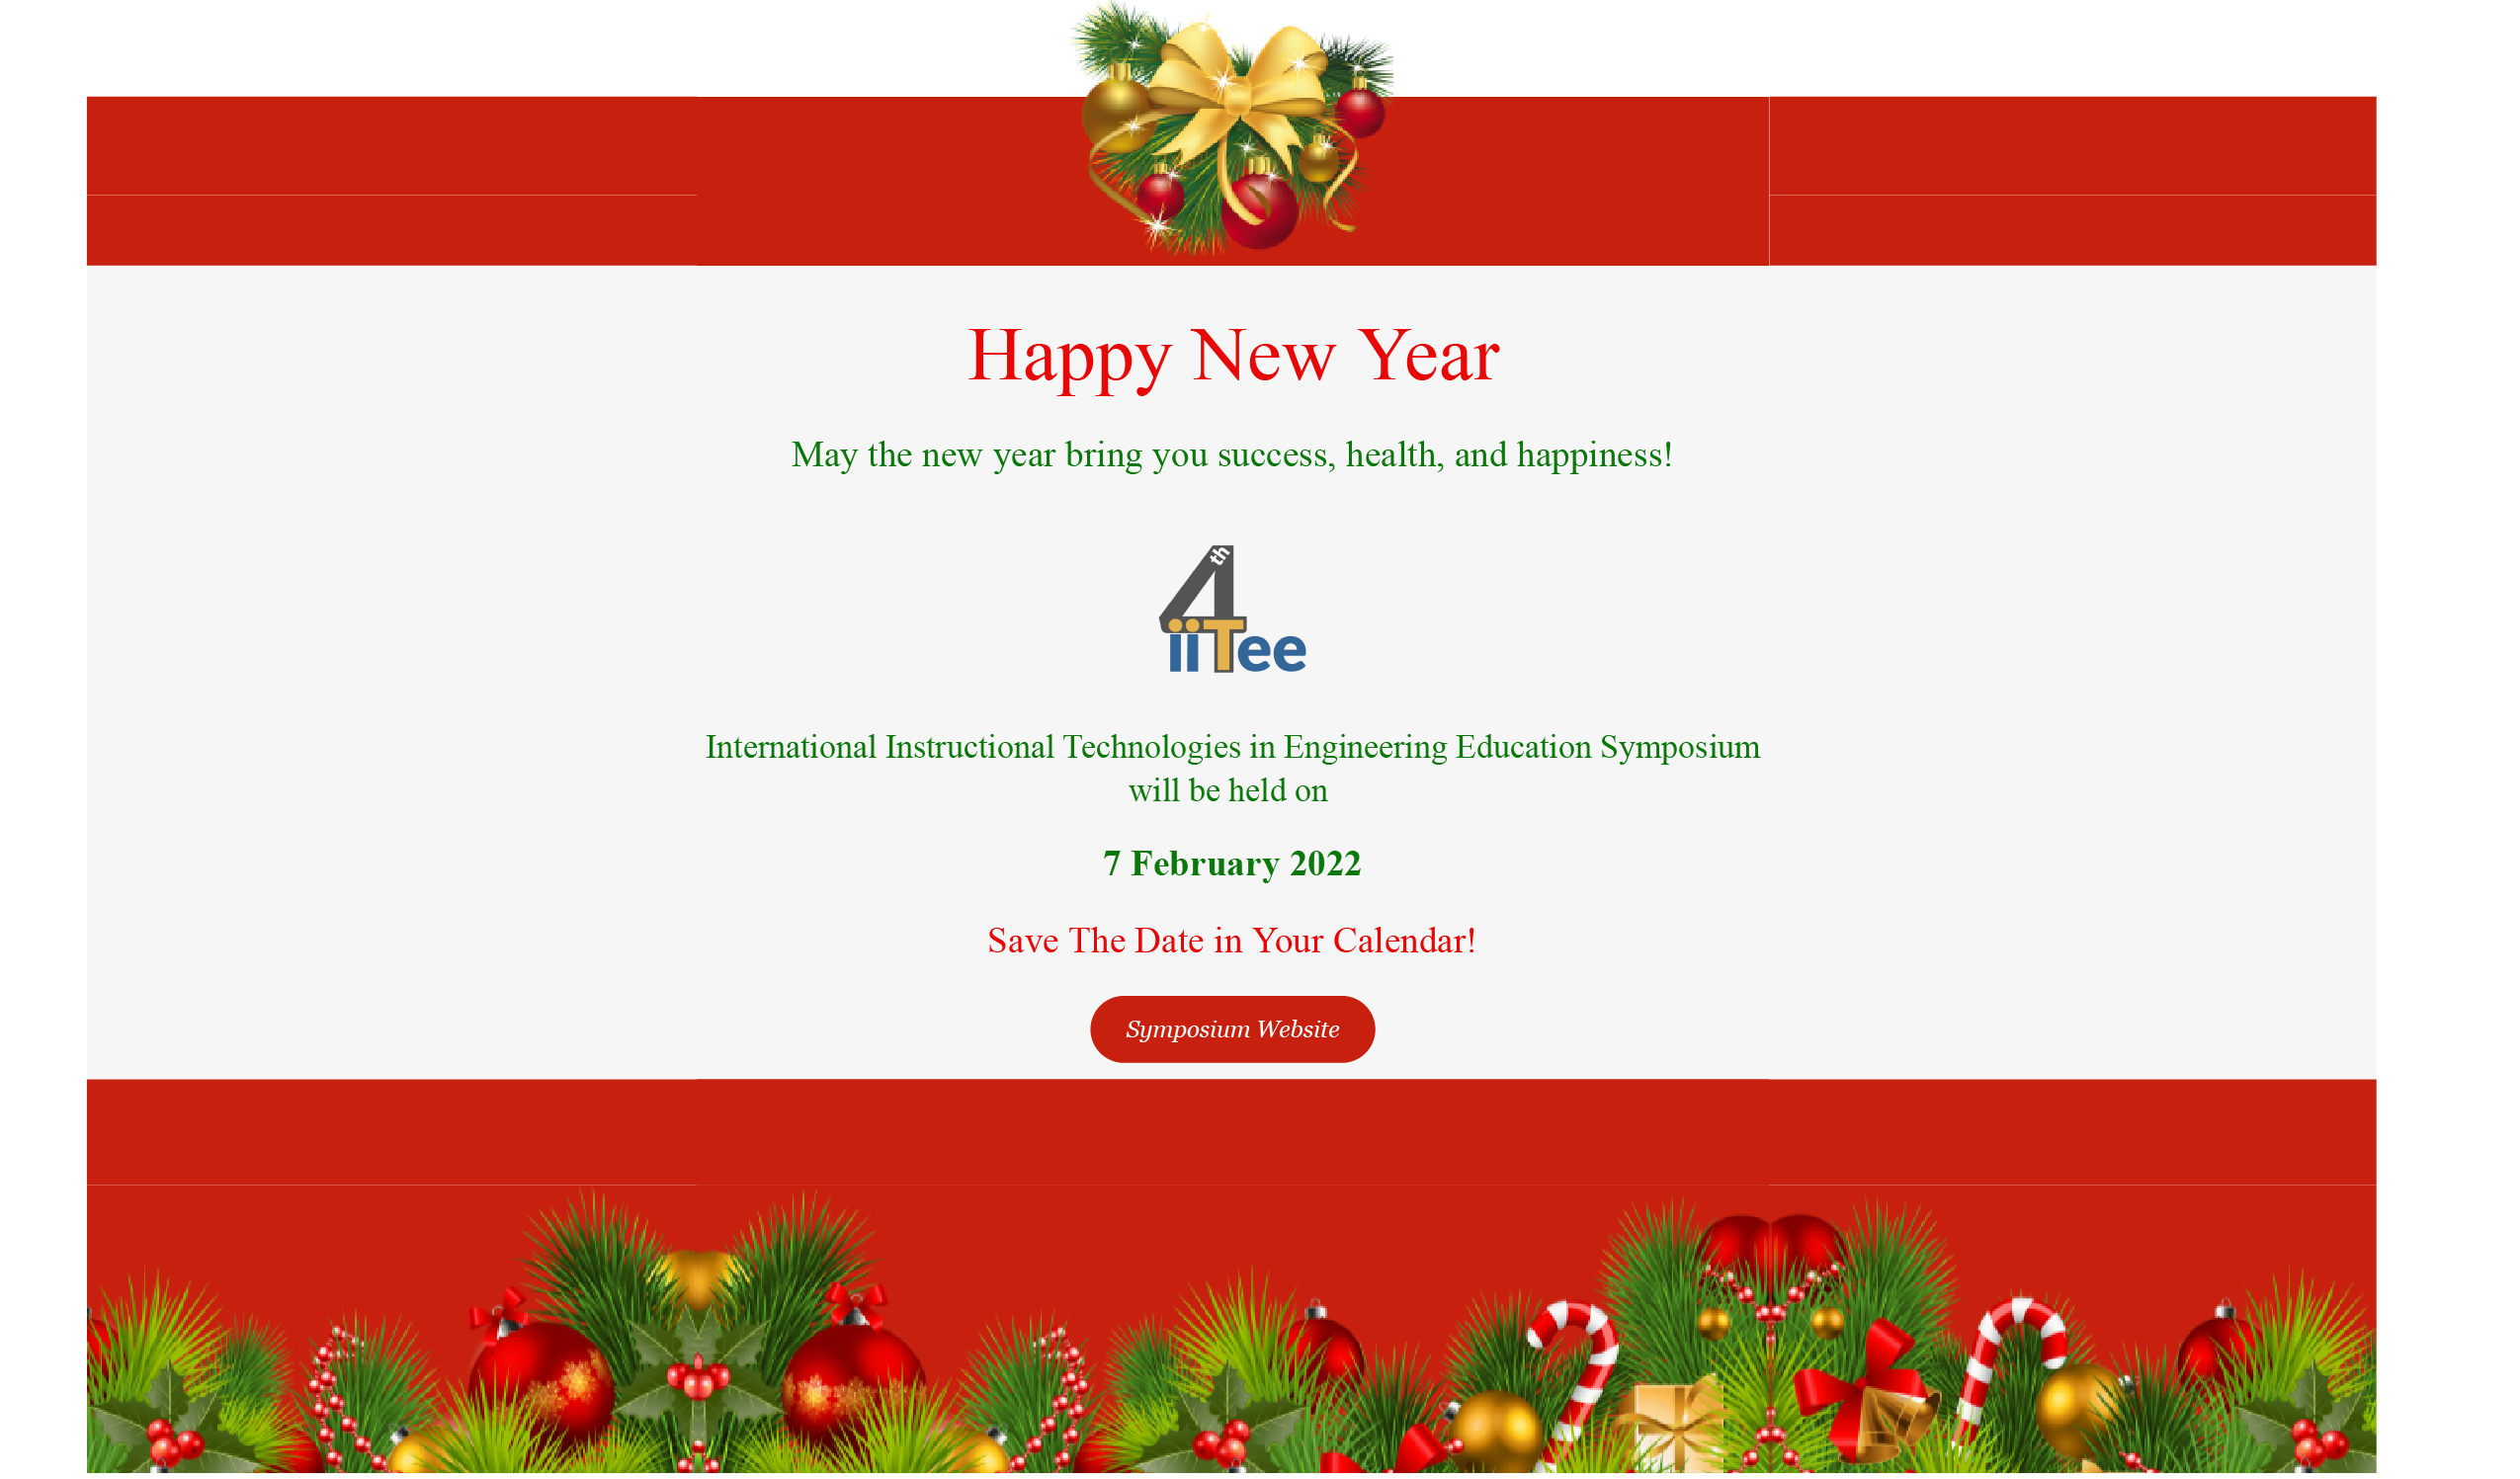 Happy New Year
May the new year bring you success, health, and happiness!
4th
iiTee
International Instructional Technologies in Engineering Education Symposium
will be held on
7 February 2022
Save The Date in Your Calendar!
Symposium Website